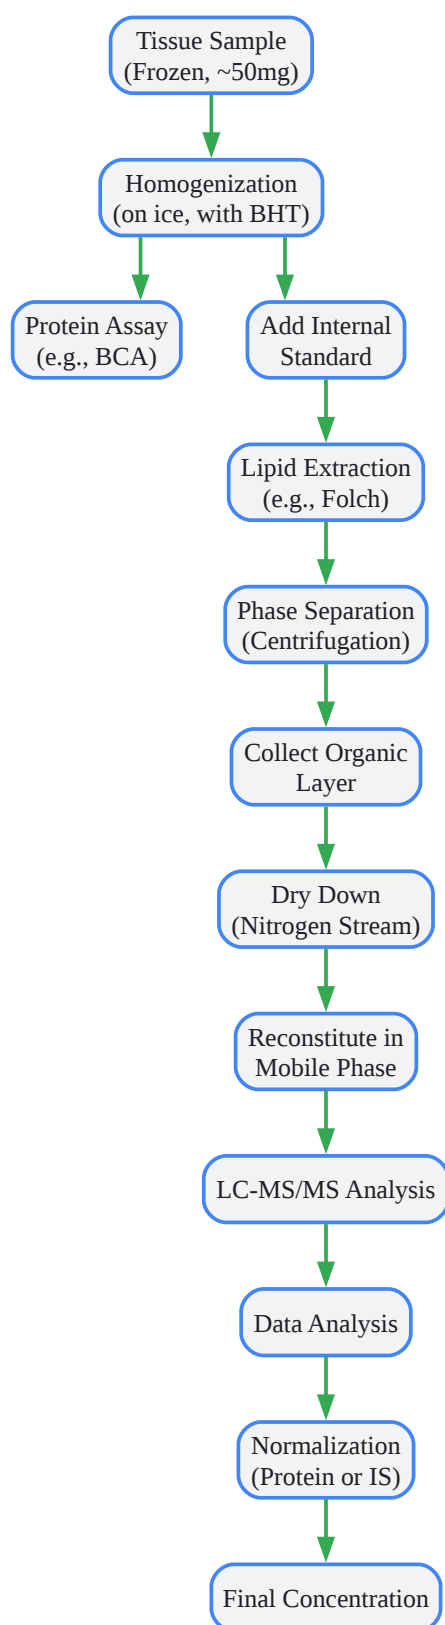 Tissue Sample
(Frozen, ~50mg)
Homogenization
(on ice, with BHT)
Protein Assay
(e.g., BCA)
Add Internal
Standard
Lipid Extraction
(e.g., Folch)
Phase Separation
(Centrifugation)
Collect Organic
Layer
Dry Down
(Nitrogen Stream)
Reconstitute in
Mobile Phase
LC-MS/MS Analysis
Data Analysis
Normalization
(Protein or IS)
Final Concentration